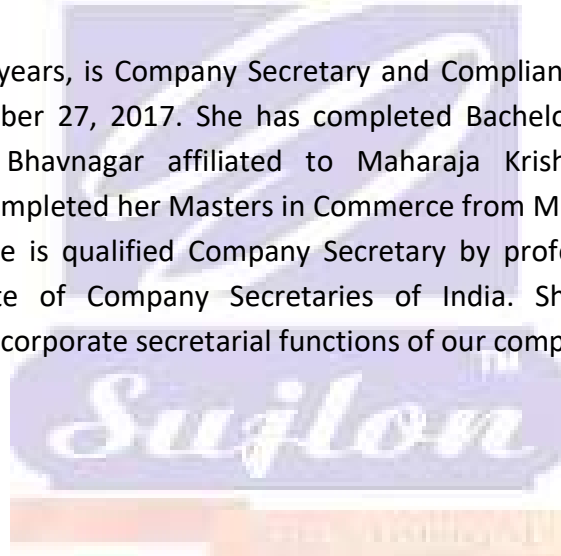 years, is Company Secretary and Complian
ber 27, 2017. She has completed Bachelo
Bhavnagar affiliated to Maharaja Krish
mpleted her Masters in Commerce from M
e is qualified Company Secretary by prof
te of Company Secretaries of India. Sh
corporate secretarial functions of our comp
TM
Sujlon